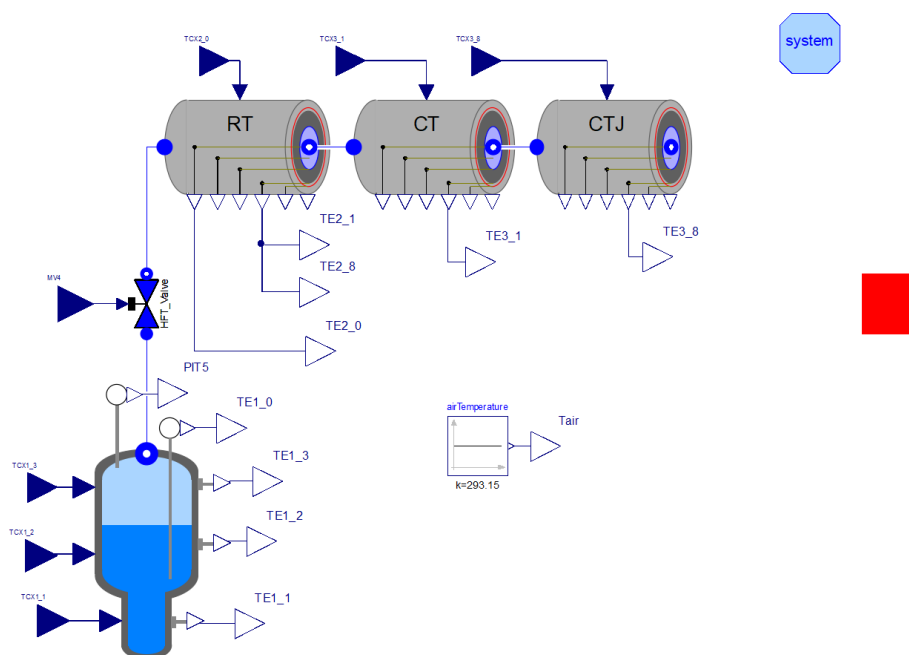 TCX2_0
TCX3_1
TCX3_8
system
RT
CT
CTJ
TE2_1
TE3_1
TE3_8
TE2_8
MV4
HFT_Valve
TE2_0
PIT5
TE1_0
airTemperature
Tair
TE1_3
TCX1_3
k=293.15
TE1_2
TCX1_2
TCX1_1
TE1_1